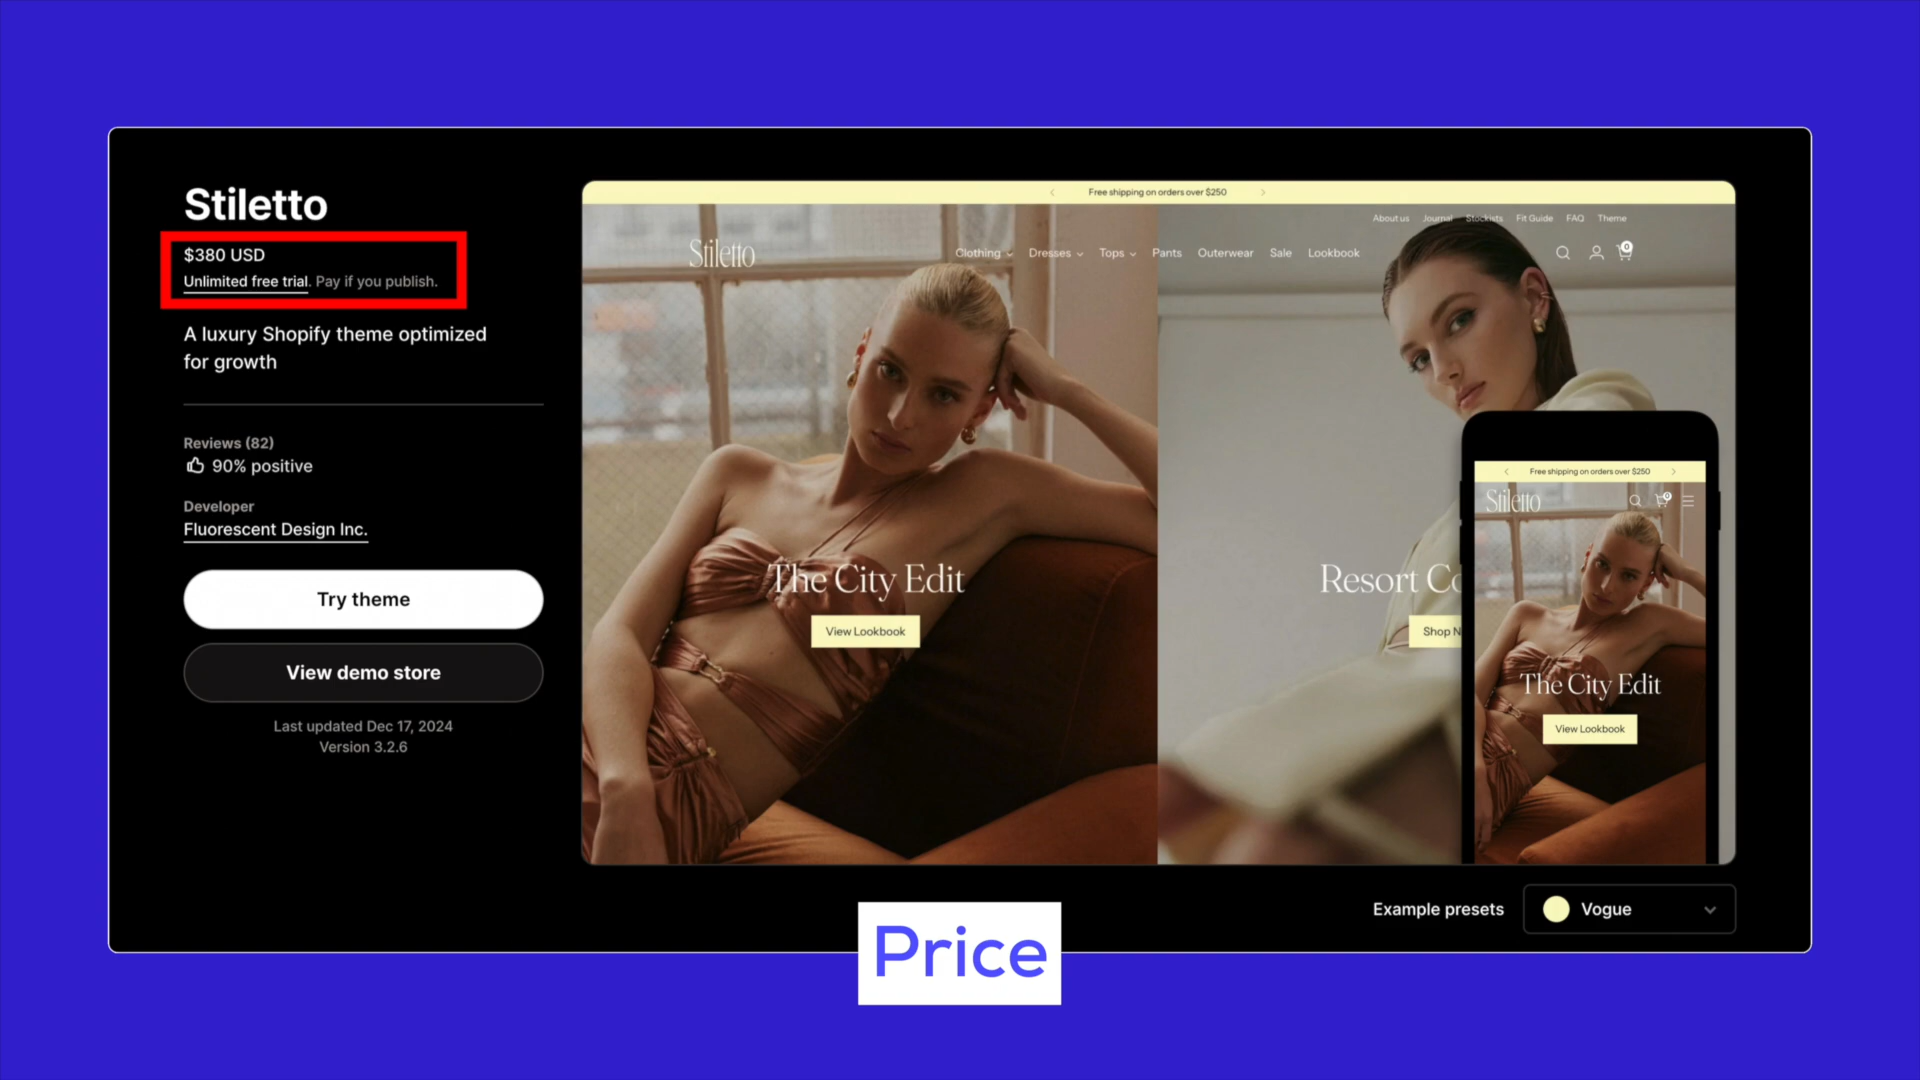 Stiletto
$380 USD
Unlimited free trial. Pay if you publish.
A luxury Shopify theme optimized
for growth
Reviews (82)
90% positive
Developer
Fluorescent Design Inc.
Try theme
View demo store
Last updated Dec 17, 2024
Version 3.2.6
Free shipping on orders over $250
About us Journal Stockists Fit Guide FAQ Theme
Stiletto
Clothing Dresses Tops Pants Outerwear Sale Lookbook
0
The City Edit
View Lookbook
Resort Co
Shop N
Free shipping on orders over $250
Stiletto
0
The City Edit
View Lookbook
Example presets
Vogue
Price